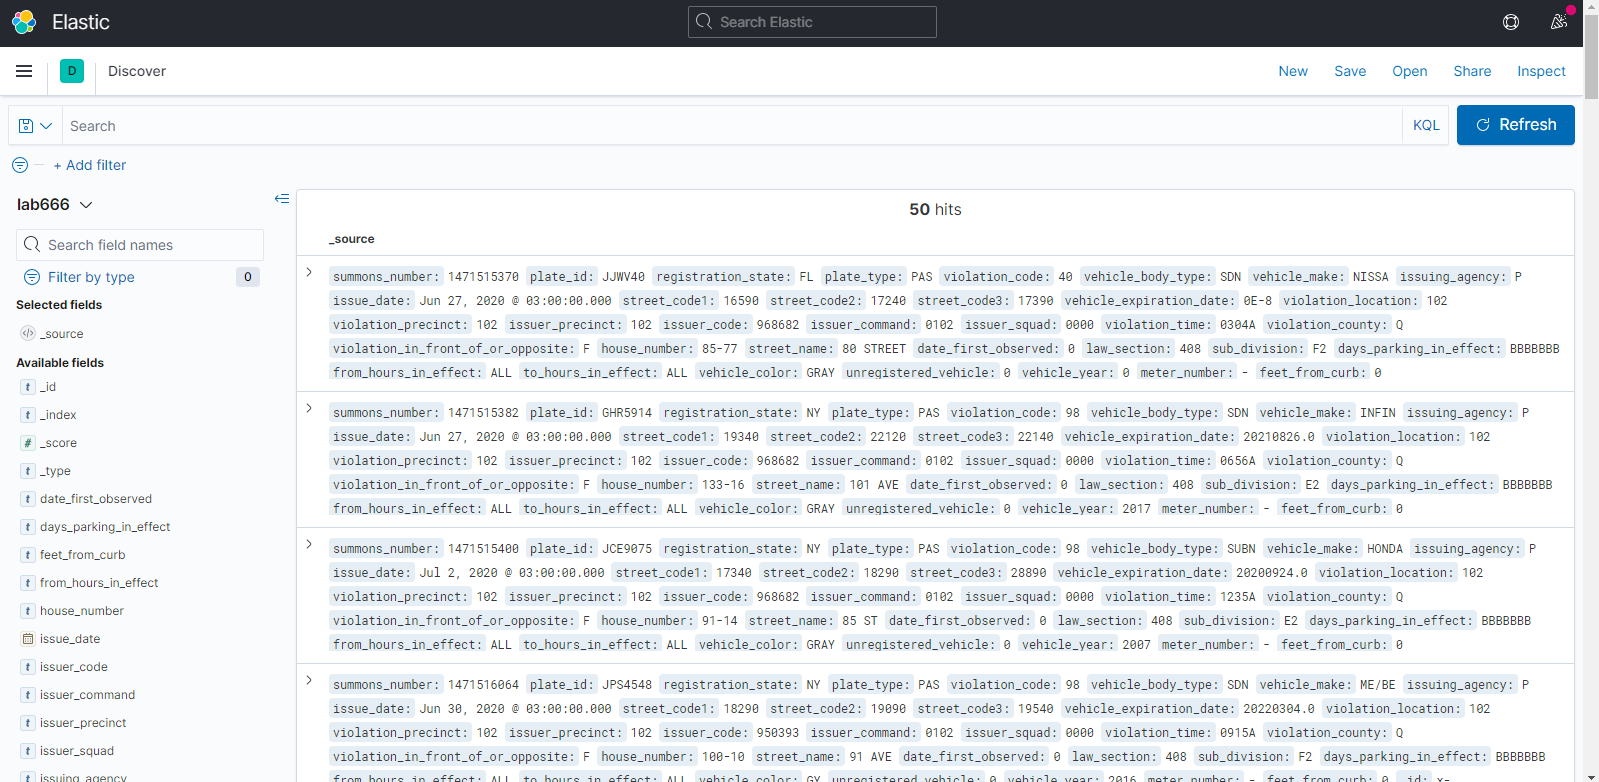 Elastic
Search Elastic
D Discover New Save Open Share Inspect
Search KQL Refresh
+ Add filter
lab666
Search field names
Filter by type 0
Selected fields
_source
Available fields
t _id
t _index
# _score
t _type
t date_first_observed
t days_parking_in_effect
t feet_from_curb
t from_hours_in_effect
t house_number
issue_date
t issuer_code
t issuer_command
t issuer_precinct
t issuer_squad
t issuing_agency
50 hits
_source
summons_number: 1471515370 plate_id: JJWV40 registration_state: FL plate_type: PAS violation_code: 40 vehicle_body_type: SDN vehicle_make: NISSA issuing_agency: P
issue_date: Jun 27, 2020 @ 03:00:00.000 street_code1: 16590 street_code2: 17240 street_code3: 17390 vehicle_expiration_date: 0E-8 violation_location: 102
violation_precinct: 102 issuer_precinct: 102 issuer_code: 968682 issuer_command: 0102 issuer_squad: 0000 violation_time: 0304A violation_county: Q
violation_in_front_of_or_opposite: F house_number: 85-77 street_name: 80 STREET date_first_observed: 0 law_section: 408 sub_division: F2 days_parking_in_effect: BBBBBBB
from_hours_in_effect: ALL to_hours_in_effect: ALL vehicle_color: GRAY unregistered_vehicle: 0 vehicle_year: 0 meter_number: - feet_from_curb: 0
summons_number: 1471515382 plate_id: GHR5914 registration_state: NY plate_type: PAS violation_code: 98 vehicle_body_type: SDN vehicle_make: INFIN issuing_agency: P
issue_date: Jun 27, 2020 @ 03:00:00.000 street_code1: 19340 street_code2: 22120 street_code3: 22140 vehicle_expiration_date: 20210826.0 violation_location: 102
violation_precinct: 102 issuer_precinct: 102 issuer_code: 968682 issuer_command: 0102 issuer_squad: 0000 violation_time: 0656A violation_county: Q
violation_in_front_of_or_opposite: F house_number: 133-16 street_name: 101 AVE date_first_observed: 0 law_section: 408 sub_division: E2 days_parking_in_effect: BBBBBBB
from_hours_in_effect: ALL to_hours_in_effect: ALL vehicle_color: GRAY unregistered_vehicle: 0 vehicle_year: 2017 meter_number: - feet_from_curb: 0
summons_number: 1471515400 plate_id: JCE9075 registration_state: NY plate_type: PAS violation_code: 98 vehicle_body_type: SUBN vehicle_make: HONDA issuing_agency: P
issue_date: Jul 2, 2020 @ 03:00:00.000 street_code1: 17340 street_code2: 18290 street_code3: 28890 vehicle_expiration_date: 20200924.0 violation_location: 102
violation_precinct: 102 issuer_precinct: 102 issuer_code: 968682 issuer_command: 0102 issuer_squad: 0000 violation_time: 1235A violation_county: Q
violation_in_front_of_or_opposite: F house_number: 91-14 street_name: 85 ST date_first_observed: 0 law_section: 408 sub_division: E2 days_parking_in_effect: BBBBBBB
from_hours_in_effect: ALL to_hours_in_effect: ALL vehicle_color: GRAY unregistered_vehicle: 0 vehicle_year: 2007 meter_number: - feet_from_curb: 0
summons_number: 1471516064 plate_id: JPS4548 registration_state: NY plate_type: PAS violation_code: 98 vehicle_body_type: SDN vehicle_make: ME/BE issuing_agency: P
issue_date: Jun 30, 2020 @ 03:00:00.000 street_code1: 18290 street_code2: 19090 street_code3: 19540 vehicle_expiration_date: 20220304.0 violation_location: 102
violation_precinct: 102 issuer_precinct: 102 issuer_code: 950393 issuer_command: 0102 issuer_squad: 0000 violation_time: 0915A violation_county: Q
violation_in_front_of_or_opposite: F house_number: 100-10 street_name: 91 AVE date_first_observed: 0 law_section: 408 sub_division: F2 days_parking_in_effect: BBBBBBB
from_hours_in_effect: ALL to_hours_in_effect: ALL vehicle_color: GY unregistered_vehicle: 0 vehicle_year: 2016 meter_number: - feet_from_curb: 0 _id: x-